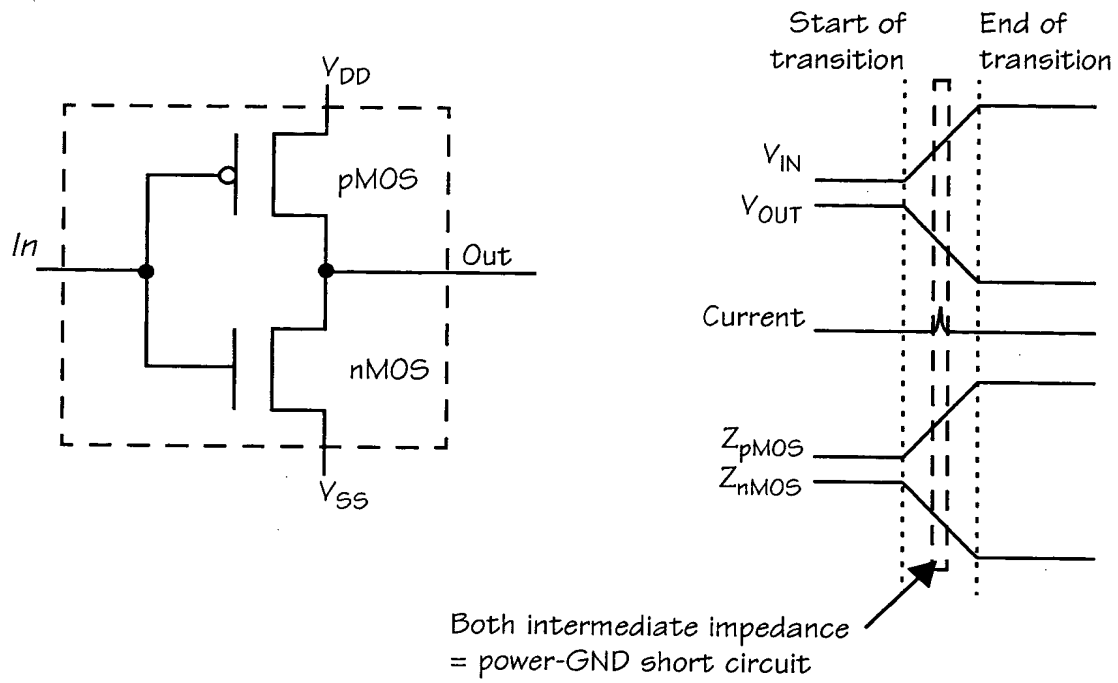 V_DD
pMOS
In
Out
nMOS
V_SS
Start of
transition
End of
transition
V_IN
V_OUT
Current
Z_pMOS
Z_nMOS
Both intermediate impedance
= power-GND short circuit